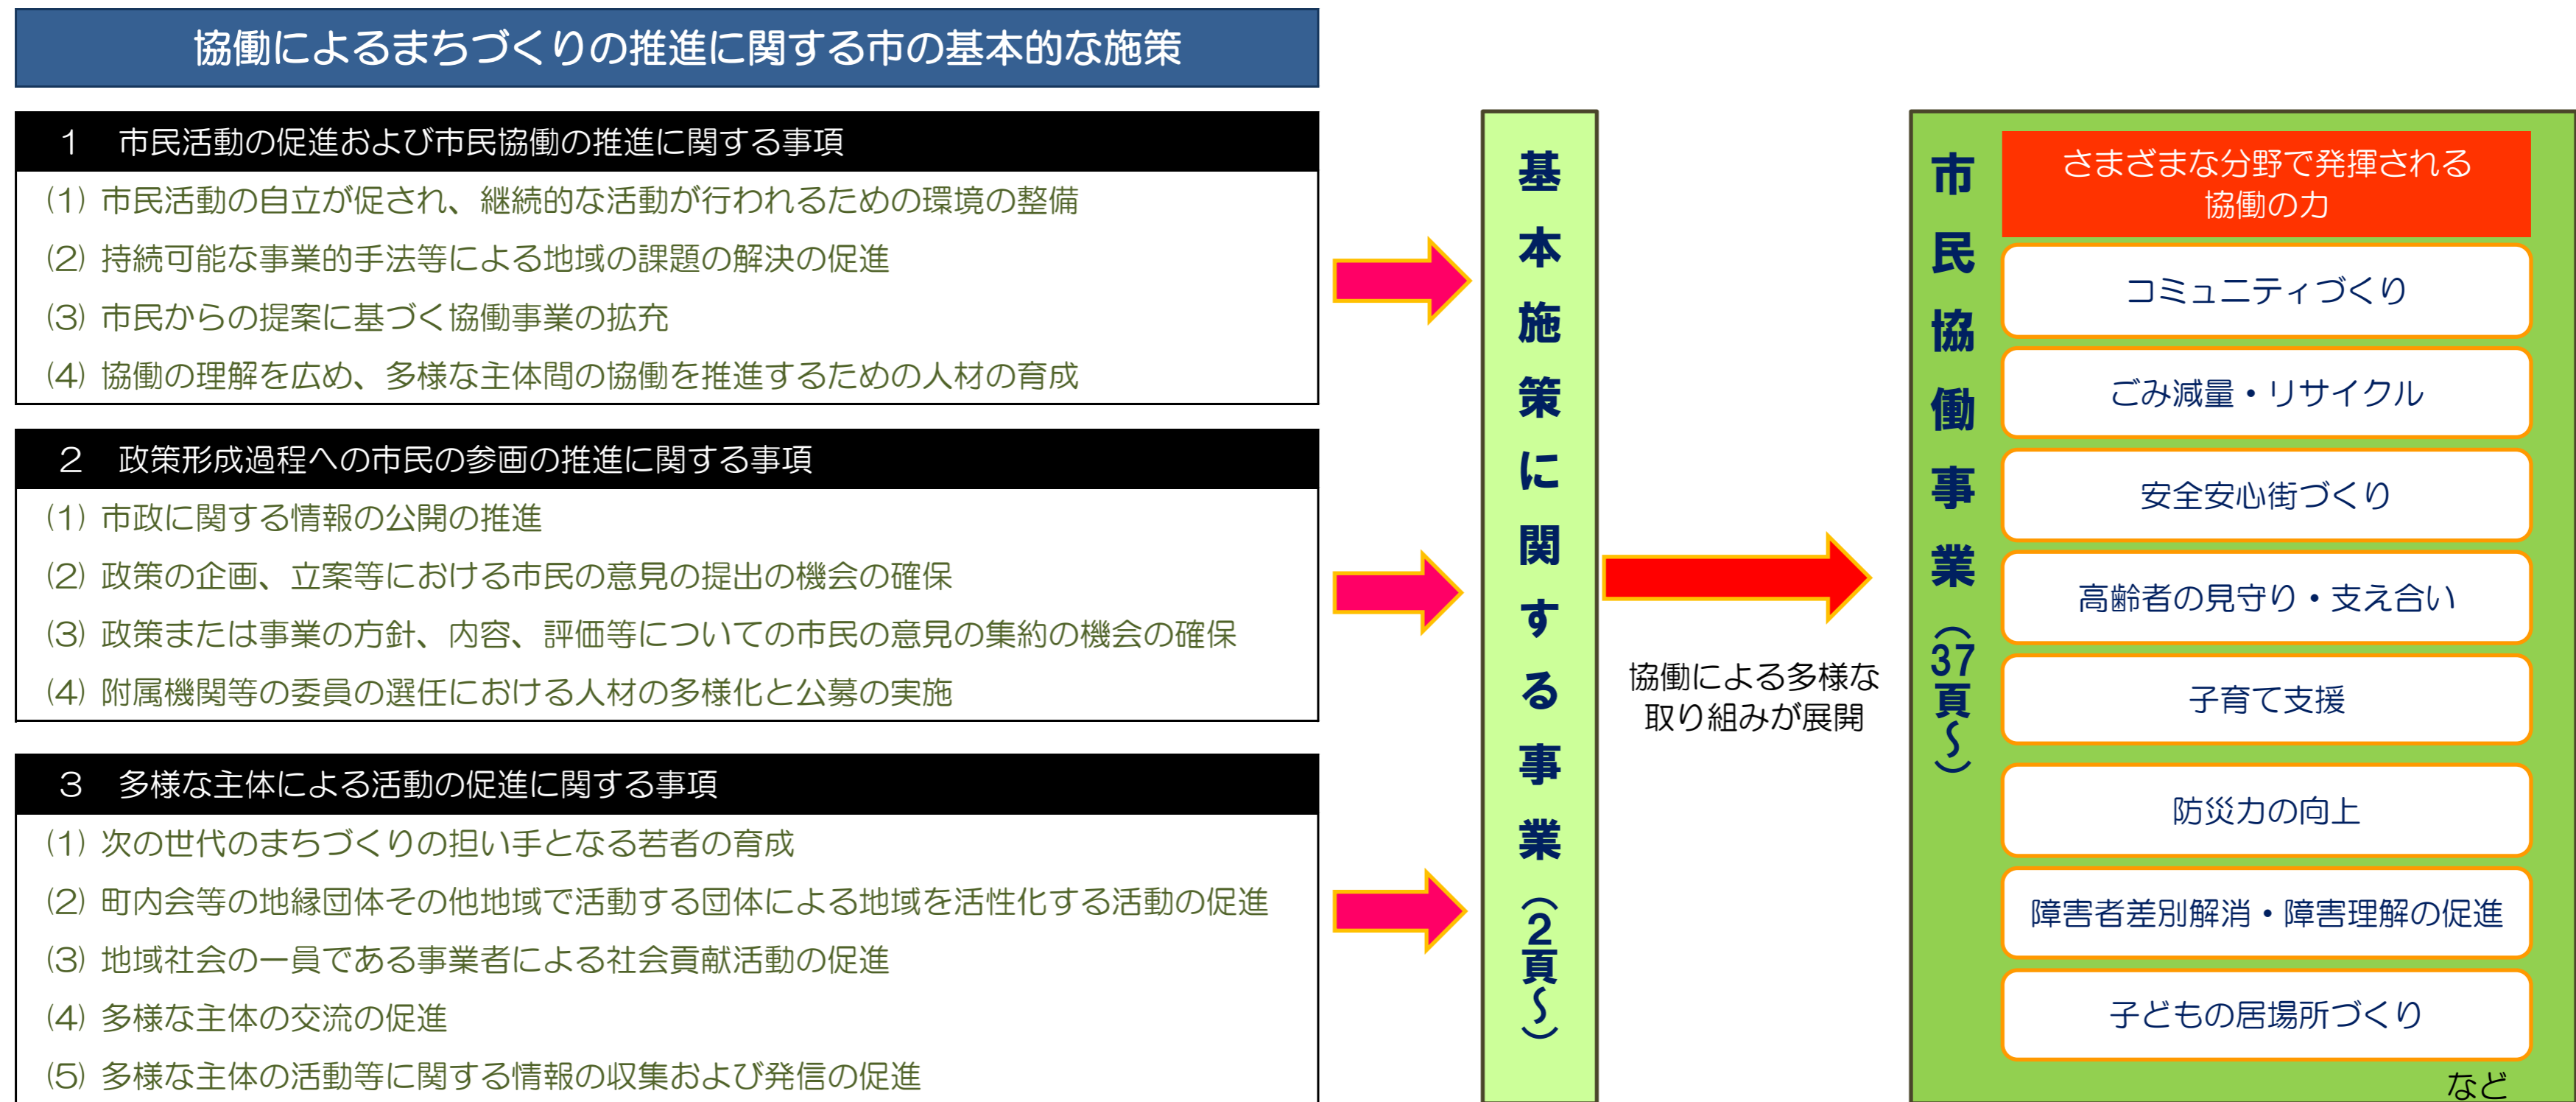 協働によるまちづくりの推進に関する市の基本的な施策
１　市民活動の促進および市民協働の推進に関する事項
(1) 市民活動の自立が促され、継続的な活動が行われるための環境の整備
(2) 持続可能な事業的手法等による地域の課題の解決の促進
(3) 市民からの提案に基づく協働事業の拡充
(4) 協働の理解を広め、多様な主体間の協働を推進するための人材の育成
２　政策形成過程への市民の参画の推進に関する事項
(1) 市政に関する情報の公開の推進
(2) 政策の企画、立案等における市民の意見の提出の機会の確保
(3) 政策または事業の方針、内容、評価等についての市民の意見の集約の機会の確保
(4) 附属機関等の委員の選任における人材の多様化と公募の実施
３　多様な主体による活動の促進に関する事項
(1) 次の世代のまちづくりの担い手となる若者の育成
(2) 町内会等の地縁団体その他地域で活動する団体による地域を活性化する活動の促進
(3) 地域社会の一員である事業者による社会貢献活動の促進
(4) 多様な主体の交流の促進
(5) 多様な主体の活動等に関する情報の収集および発信の促進
基本施策に関する事業（2頁～）
協働による多様な
取り組みが展開
市民協働事業（37頁～）
さまざまな分野で発揮される
協働の力
コミュニティづくり
ごみ減量・リサイクル
安全安心街づくり
高齢者の見守り・支え合い
子育て支援
防災力の向上
障害者差別解消・障害理解の促進
子どもの居場所づくり
など